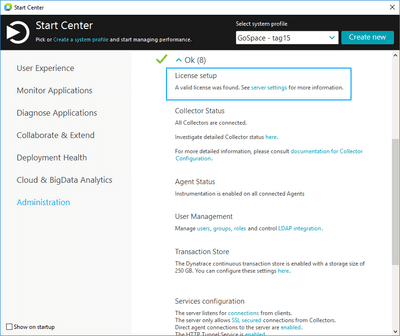 Start Center
Start Center
Pick or Create a system profile and start managing performance.
Select system profile
GoSpace - tag15
Create new
User Experience
Monitor Applications
Diagnose Applications
Collaborate & Extend
Deployment Health
Cloud & BigData Analytics
Administration
Show on startup
Ok (8)
License setup
A valid license was found. See server settings for more information.
Collector Status
All Collectors are connected.
Investigate detailed Collector status here.
For more detailed information, please consult documentation for Collector
Configuration.
Agent Status
Instrumentation is enabled on all connected Agents
User Management
Manage users, groups, roles and control LDAP integration.
Transaction Store
The Dynatrace continuous transaction store is enabled with a storage size of
250 GB. You can configure these settings here.
Services configuration
The server listens for connections from clients.
The server only allows SSL secured connections from Collectors.
Direct agent connections to the server are enabled.
The HTTP Tunnel Service is enabled.